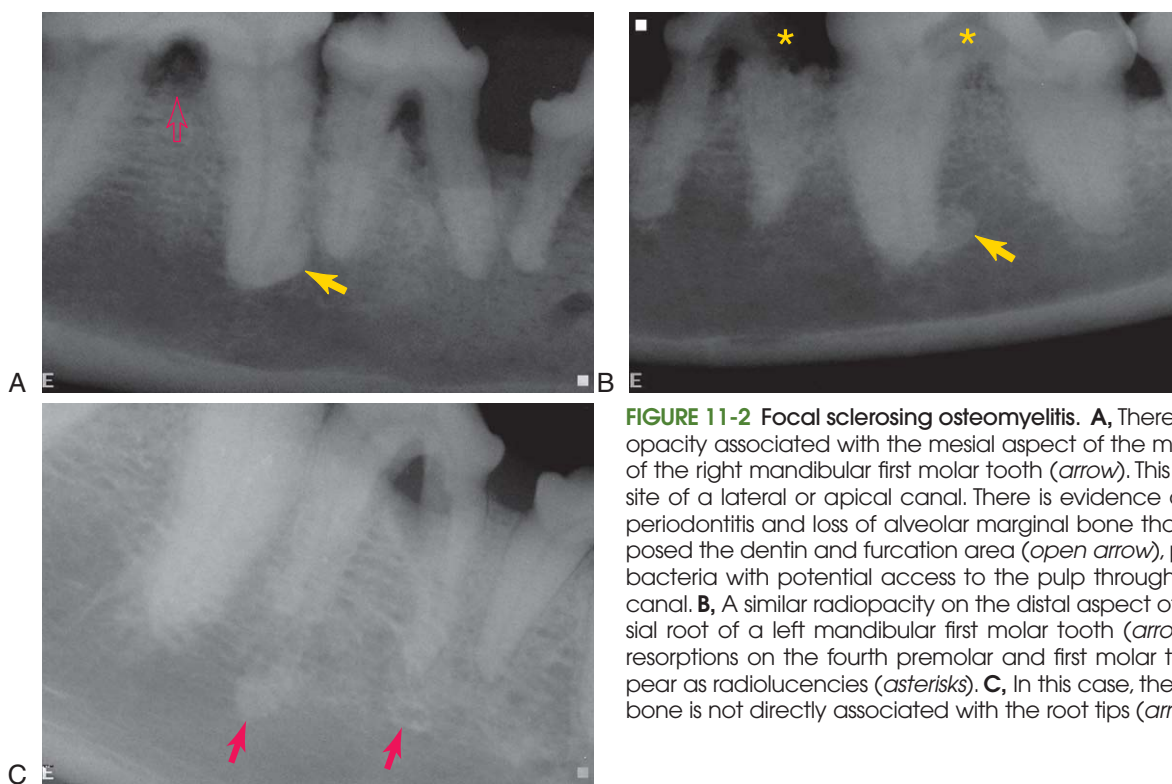 A
E
B
E
C
E
FIGURE 11-2 Focal sclerosing osteomyelitis. A, There
opacity associated with the mesial aspect of the m
of the right mandibular first molar tooth (arrow). This
site of a lateral or apical canal. There is evidence
periodontitis and loss of alveolar marginal bone tha
posed the dentin and furcation area (open arrow), p
bacteria with potential access to the pulp through
canal. B, A similar radiopacity on the distal aspect of
sial root of a left mandibular first molar tooth (arro
resorptions on the fourth premolar and first molar t
pear as radiolucencies (asterisks). C, In this case, the
bone is not directly associated with the root tips (arr